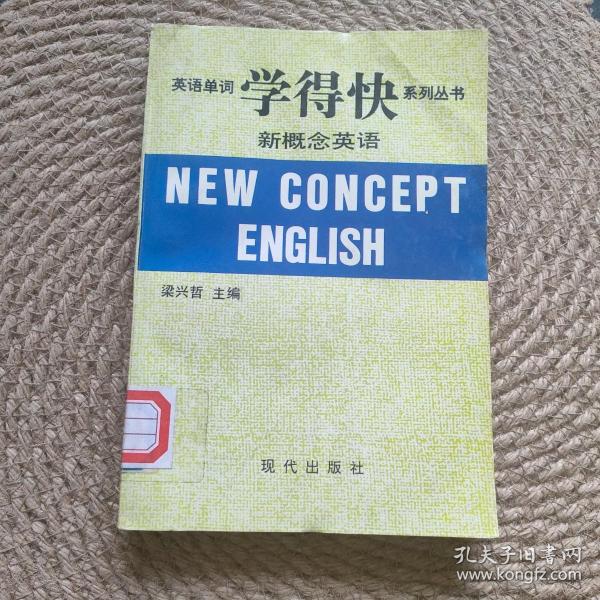 英语单词 学得快 系列丛书
新概念英语
NEW CONCEPT
ENGLISH
梁兴哲 主编
现代出版社
孔夫子旧书网
www.kongfz.com